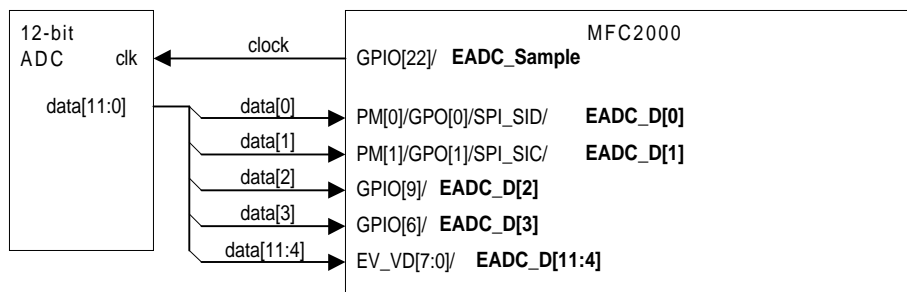 12-bit
ADC
clk
data[11:0]
clock
data[0]
data[1]
data[2]
data[3]
data[11:4]
MFC2000
GPIO[22]/ EADC_Sample
PM[0]/GPO[0]/SPI_SID/ EADC_D[0]
PM[1]/GPO[1]/SPI_SIC/ EADC_D[1]
GPIO[9]/ EADC_D[2]
GPIO[6]/ EADC_D[3]
EV_VD[7:0]/ EADC_D[11:4]